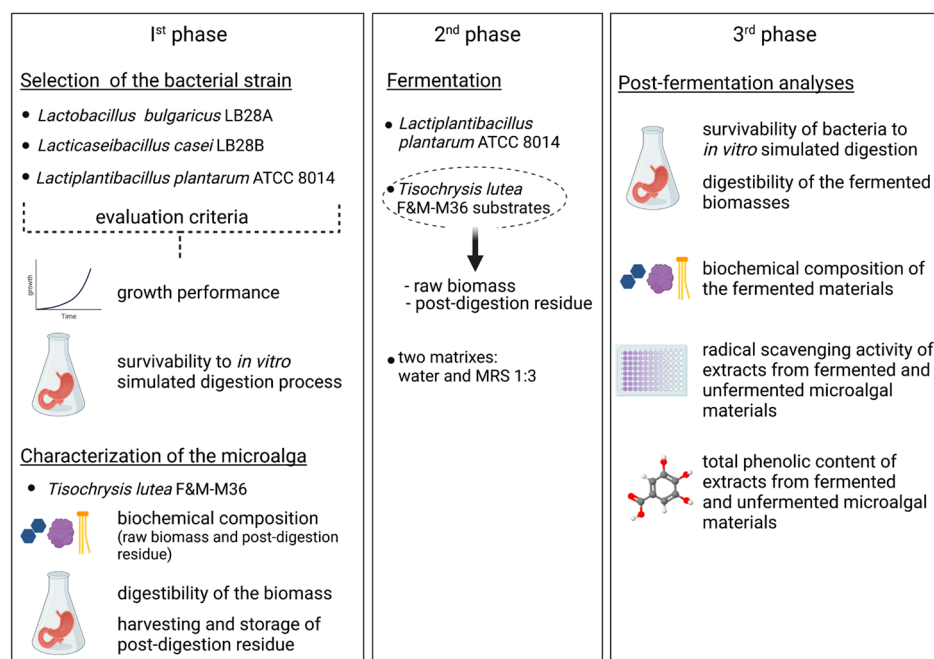 1st phase
Selection of the bacterial strain
• Lactobacillus bulgaricus LB28A
• Lacticaseibacillus casei LB28B
• Lactiplantibacillus plantarum ATCC 8014
evaluation criteria
growth
Time
growth performance
survivability to in vitro
simulated digestion process
Characterization of the microalga
• Tisochrysis lutea F&M-M36
biochemical composition
(raw biomass and post-digestion
residue)
digestibility of the biomass
harvesting and storage of
post-digestion residue
2nd phase
Fermentation
• Lactiplantibacillus
plantarum ATCC 8014
• Tisochrysis lutea
F&M-M36 substrates
- raw biomass
- post-digestion residue
• two matrixes:
water and MRS 1:3
3rd phase
Post-fermentation analyses
survivability of bacteria to
in vitro simulated digestion
digestibility of the fermented
biomasses
biochemical composition of
the fermented materials
radical scavenging activity of
extracts from fermented and
unfermented microalgal
materials
total phenolic content of
extracts from fermented
and unfermented microalgal
materials